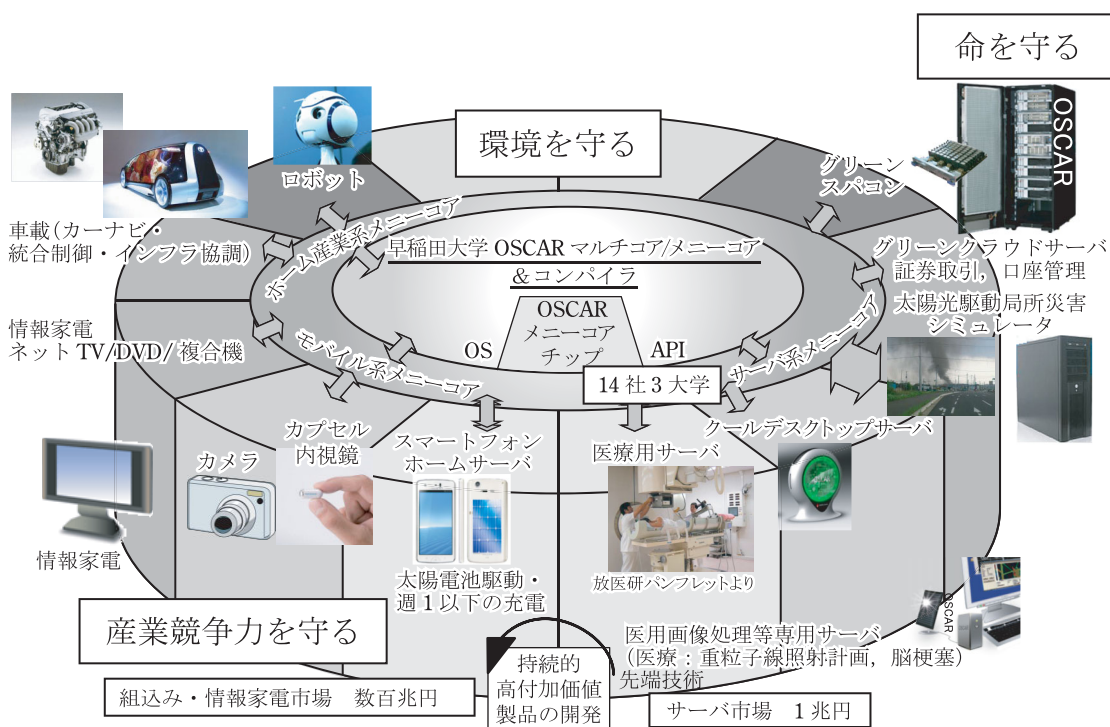 命を守る
環境を守る
OSCAR
ロボット
グリーン
スパコン
車載(カーナビ・
統合制御・インフラ協調)
ホーム産業系メニーコア
早稲田大学 OSCAR マルチコア/メニーコア
&コンパイラ
グリーンクラウドサーバ
証券取引，口座管理
太陽光駆動局所災害
シミュレータ
情報家電
ネット TV/DVD/ 複合機
OSCAR
メニーコア
チップ
OS
API
モバイル系メニーコア
サーバ系メニーコア
14 社 3 大学
カメラ
カプセル
内視鏡
スマートフォン
ホームサーバ
医療用サーバ
クールデスクトップサーバ
情報家電
太陽電池駆動・
週 1 以下の充電
放医研パンフレットより
OSCAR
産業競争力を守る
医用画像処理等専用サーバ
(医療：重粒子線照射計画，脳梗塞)
先端技術
持続的
高付加価値
製品の開発
組込み・情報家電市場　数百兆円
サーバ市場　1 兆円